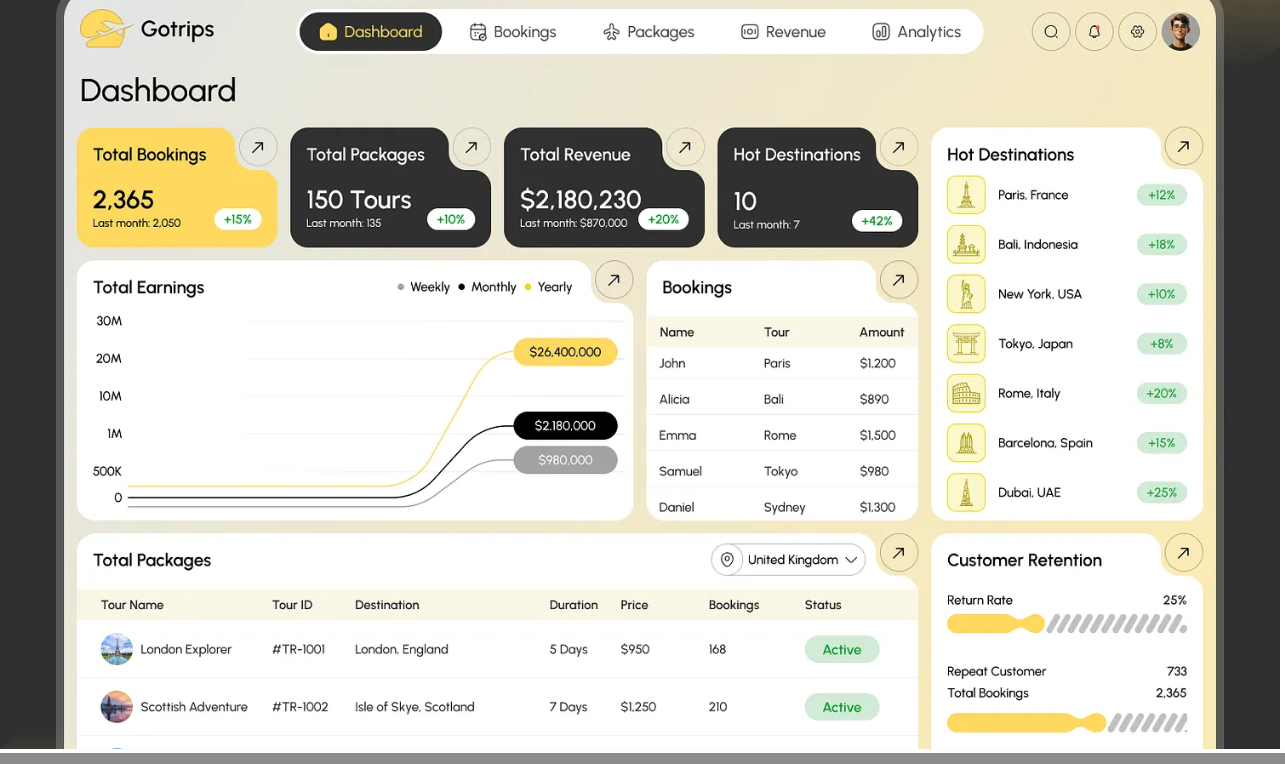 Gotrips
Dashboard
Bookings
Packages
Revenue
Analytics
Dashboard
Total Bookings
2,365
Last month: 2,050
+15%
Total Packages
150 Tours
Last month: 135
+10%
Total Revenue
$2,180,230
Last month: $870,000
+20%
Hot Destinations
10
Last month: 7
+42%
Hot Destinations
Paris, France +12%
Bali, Indonesia +18%
New York, USA +10%
Tokyo, Japan +8%
Rome, Italy +20%
Barcelona, Spain +15%
Dubai, UAE +25%
Total Earnings
Weekly Monthly Yearly
30M
20M
10M
1M
500K
0
$26,400,000
$2,180,000
$980,000
Bookings
Name Tour Amount
John Paris $1,200
Alicia Bali $890
Emma Rome $1,500
Samuel Tokyo $980
Daniel Sydney $1,300
Total Packages
United Kingdom
Tour Name Tour ID Destination Duration Price Bookings Status
London Explorer #TR-1001 London, England 5 Days $950 168 Active
Scottish Adventure #TR-1002 Isle of Skye, Scotland 7 Days $1,250 210 Active
Customer Retention
Return Rate 25%
Repeat Customer 733
Total Bookings 2,365